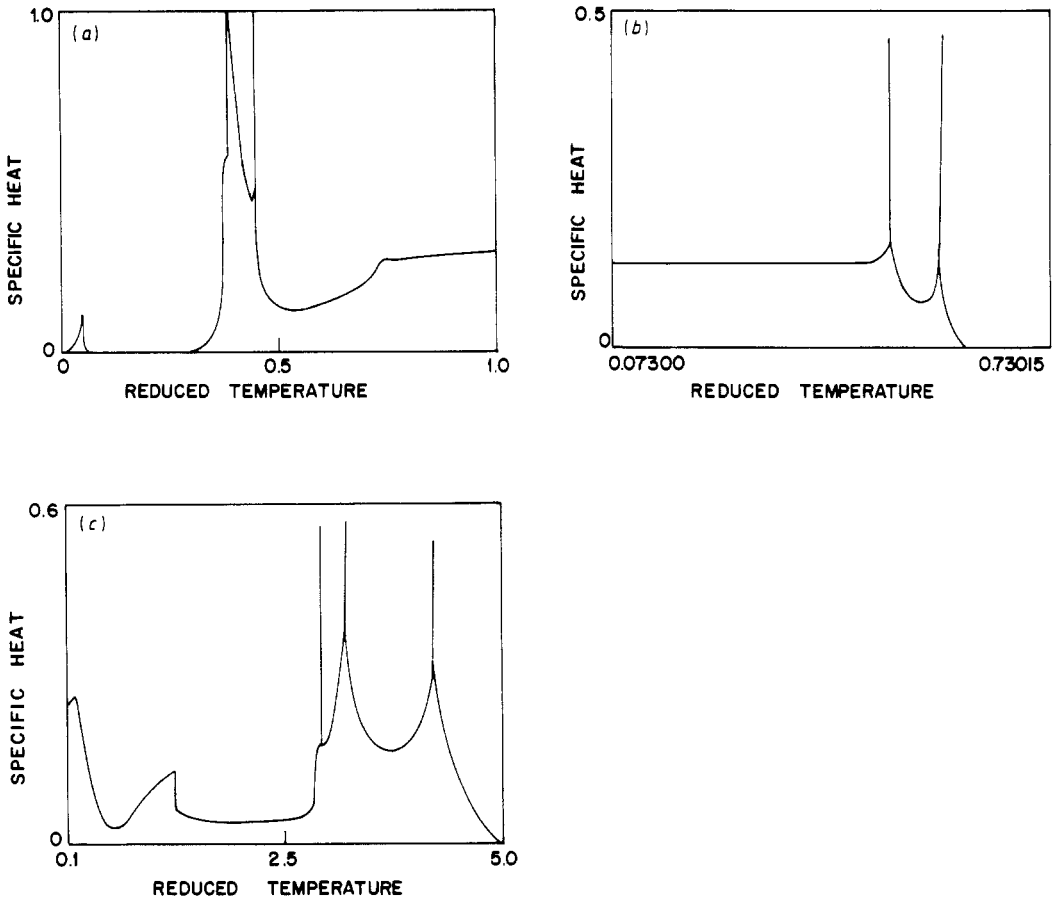 1.0
(a)
SPECIFIC HEAT
0
0
0.5
1.0
REDUCED TEMPERATURE
0.5
(b)
SPECIFIC HEAT
0
0.07300
0.73015
REDUCED TEMPERATURE
0.6
(c)
SPECIFIC HEAT
0
0.1
2.5
5.0
REDUCED TEMPERATURE